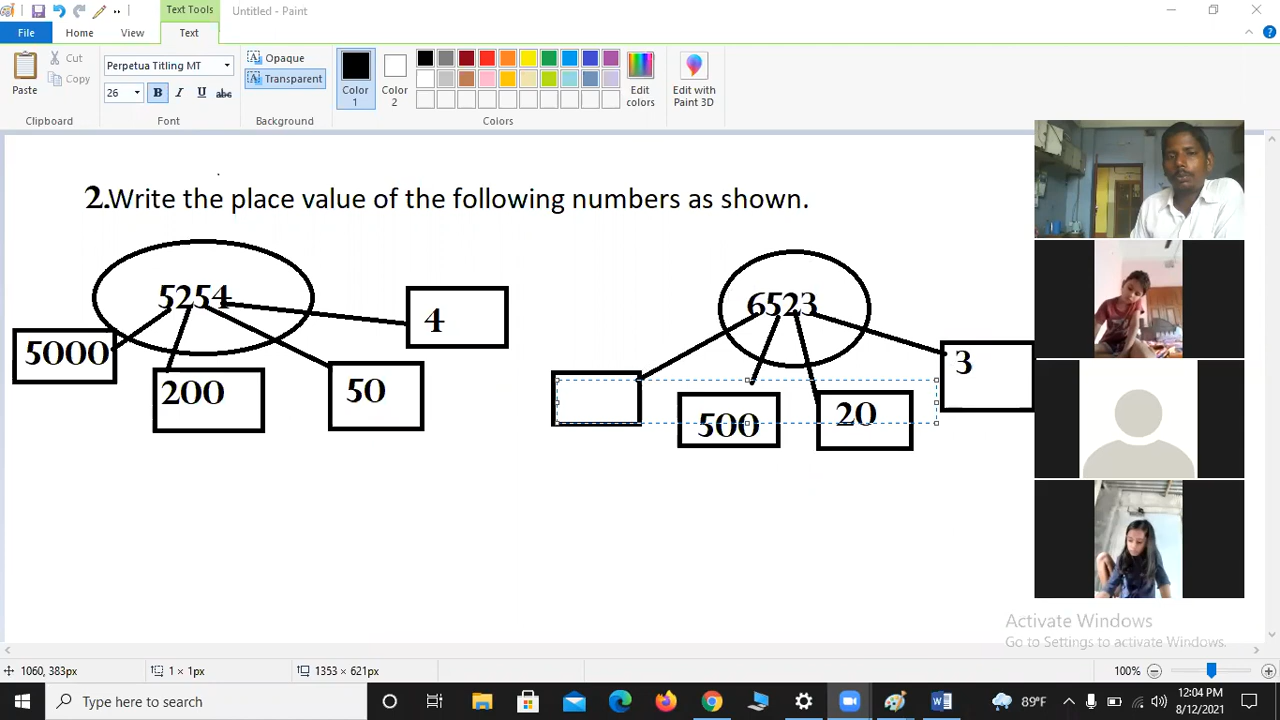 Untitled - Paint
Text Tools
File
Home
View
Text
Paste
Cut
Copy
Clipboard
Perpetua Titling MT
26
B I U abc
Font
Opaque
Transparent
Background
Color 1
Color 2
Edit colors
Colors
Edit with Paint 3D
2.Write the place value of the following numbers as shown.
5254
5000
200
50
4
6523
500
20
3
Activate Windows
Go to Settings to activate Windows.
1060, 383px
1 × 1px
1353 × 621px
100%
Type here to search
89°F
12:04 PM
8/12/2021